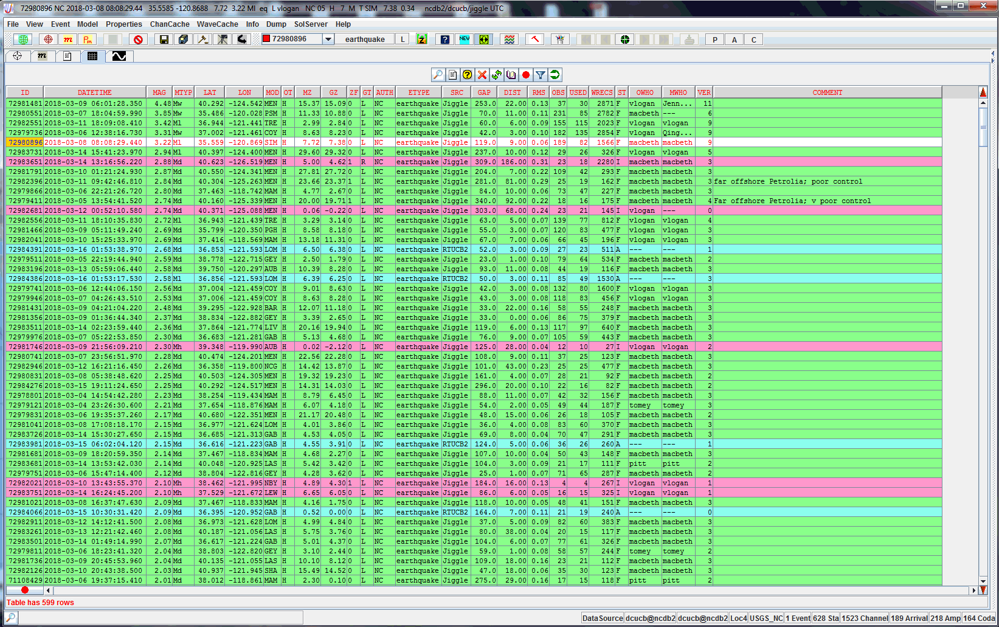 72980896 NC 2018-03-08 08:08:29.44 35.5585 -120.8688 7.72 3.22 Ml eq L vlogan NC 05 H 7 M T SIM 7.38 0.34 ncdb2/dcucb/jiggle UTC
File View Event Model Properties ChanCache WaveCache Info Dump SolServer Help
m Pm 72980896 earthquake L Z ? NEW P A C
m
ID DATETIME MAG MTYP LAT LON MOD OT MZ GZ ZF GT AUTH ETYPE SRC GAP DIST RMS OBS USED WRECS ST OWHO MWHO VER COMMENT
72981481 2018-03-09 06:01:28.350 4.48 Mw 40.292 -124.542 MEN H 15.37 15.09 0 L NC earthquake Jiggle 253.0 22.00 0.13 37 30 2871 F vlogan Jenn... 11
72980551 2018-03-07 18:04:59.990 3.85 Mw 35.486 -120.028 PSM H 11.33 10.88 0 L NC earthquake Jiggle 70.0 11.00 0.11 231 85 2782 F macbeth --- 6
72982551 2018-03-11 18:09:08.410 3.42 Ml 36.944 -121.441 TRE H 2.99 2.84 0 L NC earthquake Jiggle 60.0 6.00 0.09 155 115 2023 F vlogan vlogan 9
72979736 2018-03-06 12:38:16.730 3.31 Mw 37.002 -121.461 COY H 8.63 8.23 0 L NC earthquake Jiggle 42.0 3.00 0.10 182 135 2854 F vlogan Qing... 9
72980896 2018-03-08 08:08:29.440 3.22 Ml 35.559 -120.869 SIM H 7.72 7.38 0 L NC earthquake Jiggle 119.0 9.00 0.06 189 82 1566 F macbeth macbeth 9
72983731 2018-03-14 15:41:23.970 2.94 Ml 40.397 -124.400 MEN H 29.60 29.32 0 L NC earthquake Jiggle 237.0 10.00 0.12 29 26 326 F vlogan vlogan 5
72983651 2018-03-14 13:16:56.220 2.88 Md 40.623 -126.519 MEN H 5.00 4.62 1 R NC earthquake Jiggle 309.0 186.00 0.31 23 18 2280 I macbeth macbeth 3
72981791 2018-03-10 01:21:24.930 2.87 Md 40.550 -124.341 MEN H 27.81 27.72 0 L NC earthquake Jiggle 204.0 7.00 0.22 109 42 293 F macbeth macbeth 3
72982396 2018-03-11 09:42:46.810 2.84 Md 40.304 -125.263 MEN H 23.66 23.37 1 L NC earthquake Jiggle 281.0 81.00 0.29 25 19 162 F macbeth macbeth 3 far offshore Petrolia; poor control
72979866 2018-03-06 22:21:26.720 2.80 Md 37.463 -118.742 MAM H 4.77 2.67 0 L NC earthquake Jiggle 84.0 10.00 0.06 73 47 227 F macbeth macbeth 3
72979411 2018-03-05 13:54:41.520 2.74 Md 40.160 -125.339 MEN H 20.00 19.71 1 L NC earthquake Jiggle 340.0 92.00 0.22 18 16 175 F macbeth macbeth 4 Far offshore Petrolia; v poor control
72982681 2018-03-12 00:52:10.580 2.74 Md 40.371 -125.088 MEN H 0.06 -0.22 0 L NC earthquake Jiggle 303.0 68.00 0.24 23 21 145 I vlogan --- 0
72982556 2018-03-11 18:10:35.830 2.72 Ml 36.943 -121.439 TRE H 3.29 3.14 0 L NC earthquake Jiggle 63.0 5.00 0.07 139 77 812 F vlogan vlogan 4
72981466 2018-03-09 05:11:49.240 2.69 Md 35.799 -120.350 PGH H 8.58 8.18 0 L NC earthquake Jiggle 55.0 3.00 0.07 120 83 477 F vlogan vlogan 3
72982041 2018-03-10 15:25:33.970 2.69 Md 37.416 -118.569 MAM H 13.18 11.31 0 L NC earthquake Jiggle 67.0 7.00 0.06 66 45 196 F vlogan vlogan 3
72984391 2018-03-16 01:53:38.970 2.68 Md 36.853 -121.593 LOM H 6.50 6.38 0 L NC earthquake RTUCB2 52.0 3.00 0.09 27 23 511 A --- --- 1
72979511 2018-03-05 22:19:44.940 2.59 Md 38.778 -122.715 GEY H 2.50 1.79 0 L NC earthquake Jiggle 23.0 1.00 0.10 79 64 534 F macbeth macbeth 2
72983196 2018-03-13 05:59:06.440 2.58 Md 39.750 -120.297 AUB H 10.39 8.28 0 L NC earthquake Jiggle 93.0 11.00 0.08 44 19 116 F macbeth macbeth 3
72984386 2018-03-16 01:53:17.530 2.58 Ml 36.856 -121.593 LOM H 6.39 6.25 0 L NC earthquake RTUCB2 50.0 3.00 0.11 85 49 1530 A --- --- 3
72979741 2018-03-06 12:44:06.150 2.56 Md 37.004 -121.459 COY H 9.01 8.63 0 L NC earthquake Jiggle 42.0 3.00 0.08 132 80 1600 F vlogan vlogan 3
72979946 2018-03-07 04:26:43.510 2.53 Md 37.006 -121.459 COY H 8.63 8.28 0 L NC earthquake Jiggle 43.0 3.00 0.08 118 83 456 F vlogan vlogan 3
72981431 2018-03-09 04:21:04.220 2.48 Md 39.295 -122.928 BAR H 12.07 11.18 0 L NC earthquake Jiggle 33.0 22.00 0.16 58 55 248 F macbeth macbeth 3
72981356 2018-03-09 01:36:44.340 2.37 Md 38.834 -122.882 GEY H 3.39 2.65 0 L NC earthquake Jiggle 33.0 0.00 0.06 86 75 379 F macbeth macbeth 3
72983511 2018-03-14 02:23:59.440 2.36 Md 37.864 -121.774 LIV H 20.16 19.94 0 L NC earthquake Jiggle 119.0 6.00 0.13 117 97 640 F macbeth macbeth 3
72979976 2018-03-07 05:22:53.850 2.30 Md 36.683 -121.281 GAB H 5.13 4.68 0 L NC earthquake Jiggle 76.0 9.00 0.07 105 59 443 F macbeth macbeth 3
72981746 2018-03-09 21:56:09.210 2.30 Mh 39.348 -119.990 AUB H 0.02 -2.12 0 L NC earthquake Jiggle 125.0 28.00 0.04 12 10 27 I vlogan vlogan 2
72980741 2018-03-07 23:56:51.970 2.28 Md 40.474 -124.201 MEN H 22.56 22.28 0 L NC earthquake Jiggle 108.0 9.00 0.11 37 25 123 F macbeth macbeth 3
72982946 2018-03-12 16:21:16.450 2.26 Md 36.358 -119.800 NCG H 14.42 13.87 0 L NC earthquake Jiggle 101.0 43.00 0.23 25 25 477 F macbeth macbeth 3
72980831 2018-03-08 05:38:48.620 2.25 Md 40.503 -124.305 MEN H 19.32 19.23 0 L NC earthquake Jiggle 161.0 4.00 0.07 28 21 92 F macbeth macbeth 3
72984276 2018-03-15 19:11:24.650 2.25 Md 40.292 -124.517 MEN H 14.31 14.03 0 L NC earthquake Jiggle 296.0 20.00 0.10 22 16 82 F macbeth macbeth 3
72978801 2018-03-04 14:54:42.280 2.23 Md 38.254 -119.434 MAM H 8.79 6.45 0 L NC earthquake Jiggle 88.0 11.00 0.07 42 32 156 F macbeth macbeth 3
72979121 2018-03-04 23:26:30.600 2.21 Md 37.654 -118.876 MAM H 6.07 4.18 0 L NC earthquake Jiggle 54.0 2.00 0.05 49 44 187 F tomey tomey 3
72979831 2018-03-06 19:35:37.260 2.17 Md 40.680 -122.351 MEN H 21.17 20.48 0 L NC earthquake Jiggle 48.0 15.00 0.06 26 18 105 F macbeth macbeth 2
72981041 2018-03-08 17:08:18.170 2.15 Md 36.977 -121.624 LOM H 4.01 3.86 0 L NC earthquake Jiggle 36.0 4.00 0.08 83 60 370 F macbeth macbeth 3
72983726 2018-03-14 15:30:27.650 2.15 Md 36.685 -121.313 GAB H 4.53 4.05 0 L NC earthquake Jiggle 69.0 8.00 0.04 70 47 291 F macbeth macbeth 3
72983981 2018-03-15 06:02:04.120 2.15 Md 36.616 -121.223 GAB H 4.55 3.91 0 L NC earthquake RTUCB2 124.0 5.00 0.06 36 26 260 A --- --- 1
72981681 2018-03-09 18:20:59.350 2.14 Md 37.467 -118.834 MAM H 4.68 2.27 0 L NC earthquake Jiggle 107.0 10.00 0.04 50 43 148 F macbeth macbeth 3
72983681 2018-03-14 13:53:42.030 2.14 Md 40.048 -120.925 LAS H 5.42 3.42 0 L NC earthquake Jiggle 104.0 3.00 0.09 21 17 111 F pitt pitt 2
72979751 2018-03-06 15:47:14.400 2.12 Md 38.804 -122.816 GEY H 4.28 3.62 0 L NC earthquake Jiggle 25.0 1.00 0.07 71 65 287 F macbeth macbeth 2
72982021 2018-03-10 13:43:55.370 2.10 Mh 38.462 -121.995 NBY H 4.89 4.30 1 L NC earthquake Jiggle 184.0 16.00 0.13 4 4 267 I vlogan vlogan 1
72983751 2018-03-14 16:24:45.200 2.10 Mh 37.529 -121.672 LEW H 6.65 6.05 0 L NC earthquake Jiggle 86.0 6.00 0.05 16 15 325 I vlogan vlogan 1
72981021 2018-03-08 16:37:47.630 2.09 Md 37.467 -118.833 MAM H 4.16 1.75 0 L NC earthquake Jiggle 118.0 10.00 0.05 48 41 151 F macbeth macbeth 3
72984066 2018-03-15 10:30:31.420 2.09 Md 36.395 -120.952 GAB H 0.52 0.00 0 L NC earthquake RTUCB2 164.0 7.00 0.11 21 19 240 A --- --- 0
72982911 2018-03-12 14:12:41.500 2.08 Md 36.973 -121.628 LOM H 4.99 4.84 0 L NC earthquake Jiggle 37.0 5.00 0.09 82 60 383 F macbeth macbeth 3
72983261 2018-03-13 12:21:42.460 2.08 Md 40.187 -121.056 LAS H 5.75 3.76 0 L NC earthquake Jiggle 80.0 38.00 0.04 20 15 117 F macbeth macbeth 3
72983501 2018-03-14 01:49:14.990 2.07 Md 36.617 -121.224 GAB H 5.01 4.37 0 L NC earthquake Jiggle 104.0 6.00 0.07 77 61 326 F macbeth macbeth 3
72979811 2018-03-06 18:23:41.320 2.04 Md 38.803 -122.820 GEY H 3.10 2.44 0 L NC earthquake Jiggle 59.0 1.00 0.08 58 57 244 F tomey tomey 2
72981736 2018-03-09 20:45:53.960 2.04 Md 40.135 -121.055 LAS H 10.10 8.12 0 L NC earthquake Jiggle 109.0 18.00 0.16 23 21 112 F macbeth macbeth 3
72982126 2018-03-10 20:43:38.500 2.03 Md 40.937 -121.945 SHA H 15.49 14.52 0 L NC earthquake Jiggle 47.0 18.00 0.06 35 30 123 F macbeth macbeth 3
71108429 2018-03-06 19:37:15.410 2.01 Md 38.012 -118.861 MAM H 2.30 0.10 0 L NC earthquake Jiggle 275.0 29.00 0.16 17 15 118 F pitt pitt 2
Table has 599 rows
DataSource dcucb@ncdb2 dcucb@ncdb2 Loc4 USGS_NC 1 Event 628 Sta 1523 Channel 189 Arrival 218 Amp 164 Coda